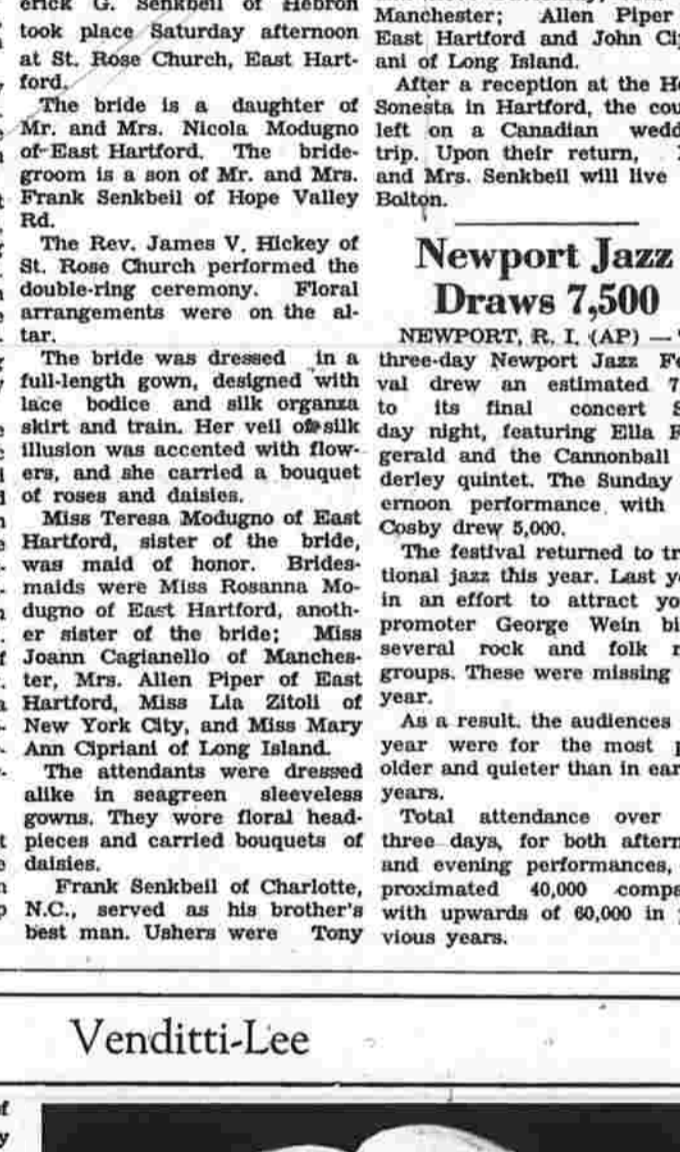 erick G. Senkbeil of Hebron
took place Saturday afternoon
at St. Rose Church, East Hart-
ford.
The bride is a daughter of
Mr. and Mrs. Nicola Modugno
of East Hartford. The bride-
groom is a son of Mr. and Mrs.
Frank Senkbeil of Hope Valley
Rd.
The Rev. James V. Hickey of
St. Rose Church performed the
double-ring ceremony. Floral
arrangements were on the al-
tar.
The bride was dressed in a
full-length gown, designed with
lace bodice and silk organza
skirt and train. Her veil of silk
illusion was accented with flow-
ers, and she carried a bouquet
of roses and daisies.
Miss Teresa Modugno of East
Hartford, sister of the bride,
was maid of honor. Brides-
maids were Miss Rosanna Mo-
dugno of East Hartford, anoth-
er sister of the bride; Miss
Joann Cagianello of Manches-
ter, Mrs. Allen Piper of East
Hartford, Miss Lia Zitoli of
New York City, and Miss Mary
Ann Cipriani of Long Island.
The attendants were dressed
alike in seagreen sleeveless
gowns. They wore floral head-
pieces and carried bouquets of
daisies.
Frank Senkbeil of Charlotte,
N.C., served as his brother's
best man. Ushers were Tony
Manchester; Allen Piper
East Hartford and John Cip
ani of Long Island.
After a reception at the Ho
Sonesta in Hartford, the cou
left on a Canadian wedd
trip. Upon their return,
and Mrs. Senkbeil will live
Bolton.
Newport Jazz
Draws 7,500
NEWPORT, R. I. (AP) —
three-day Newport Jazz Fe
val drew an estimated 7
to its final concert S
day night, featuring Ella F
gerald and the Cannonball
derley quintet. The Sunday
ernoon performance with
Cosby drew 5,000.
The festival returned to tr
tional jazz this year. Last y
in an effort to attract yo
promoter George Wein bi
several rock and folk
groups. These were missing
year.
As a result. the audiences
year were for the most p
older and quieter than in ear
years.
Total attendance over
three days, for both aftern
and evening performances,
proximated 40,000 compa
with upwards of 60,000 in
vious years.
Venditti-Lee